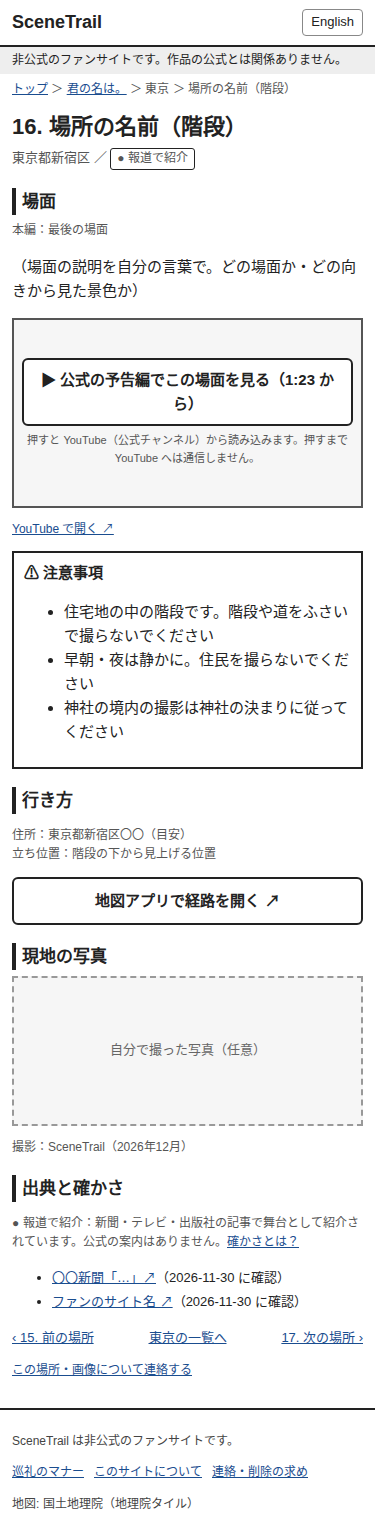 SceneTrail
English
非公式のファンサイトです。作品の公式とは関係ありません。
トップ ＞ 君の名は。 ＞ 東京 ＞ 場所の名前（階段）
16. 場所の名前（階段）
東京都新宿区 ／ ● 報道で紹介
場面
本編：最後の場面
（場面の説明を自分の言葉で。どの場面か・どの向
きから見た景色か）
▶ 公式の予告編でこの場面を見る（1:23 か
ら）
押すと YouTube（公式チャンネル）から読み込みます。押すまで
YouTube へは通信しません。
YouTube で開く ↗
⚠ 注意事項
• 住宅地の中の階段です。階段や道をふさい
で撮らないでください
• 早朝・夜は静かに。住民を撮らないでくだ
さい
• 神社の境内の撮影は神社の決まりに従って
ください
行き方
住所：東京都新宿区〇〇（目安）
立ち位置：階段の下から見上げる位置
地図アプリで経路を開く ↗
現地の写真
自分で撮った写真（任意）
撮影：SceneTrail（2026年12月）
出典と確かさ
● 報道で紹介：新聞・テレビ・出版社の記事で舞台として紹介さ
れています。公式の案内はありません。確かさとは？
• 〇〇新聞「…」↗（2026-11-30 に確認）
• ファンのサイト名 ↗（2026-11-30 に確認）
‹ 15. 前の場所 東京の一覧へ 17. 次の場所 ›
この場所・画像について連絡する
SceneTrail は非公式のファンサイトです。
巡礼のマナー このサイトについて 連絡・削除の求め
地図: 国土地理院（地理院タイル）